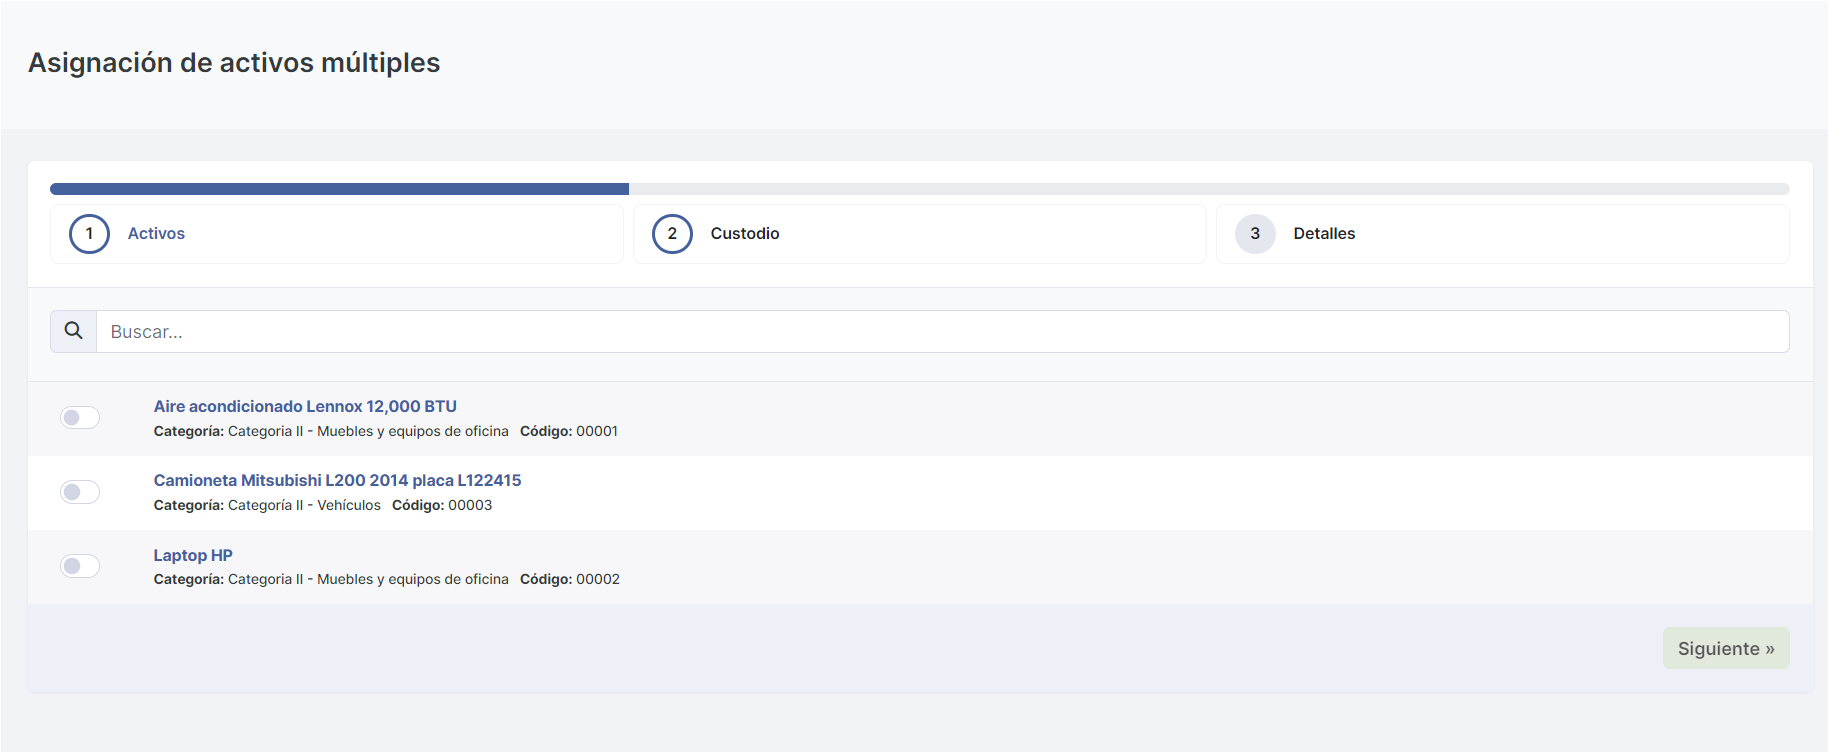 Asignación de activos múltiples
1 Activos
2 Custodio
3 Detalles
Buscar...
Aire acondicionado Lennox 12,000 BTU
Categoría: Categoria II - Muebles y equipos de oficina Código: 00001
Camioneta Mitsubishi L200 2014 placa L122415
Categoría: Categoría II - Vehículos Código: 00003
Laptop HP
Categoría: Categoria II - Muebles y equipos de oficina Código: 00002
Siguiente »